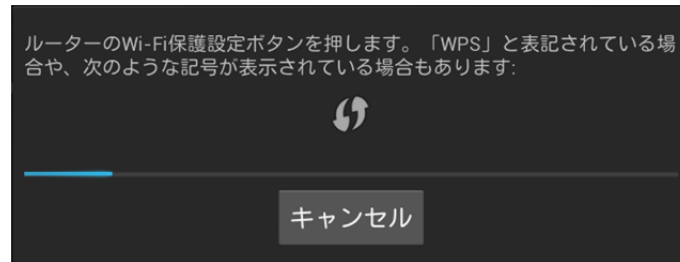 ルーターのWi-Fi保護設定ボタンを押します。「WPS」と表記されている場
合や、次のような記号が表示されている場合もあります:
キャンセル